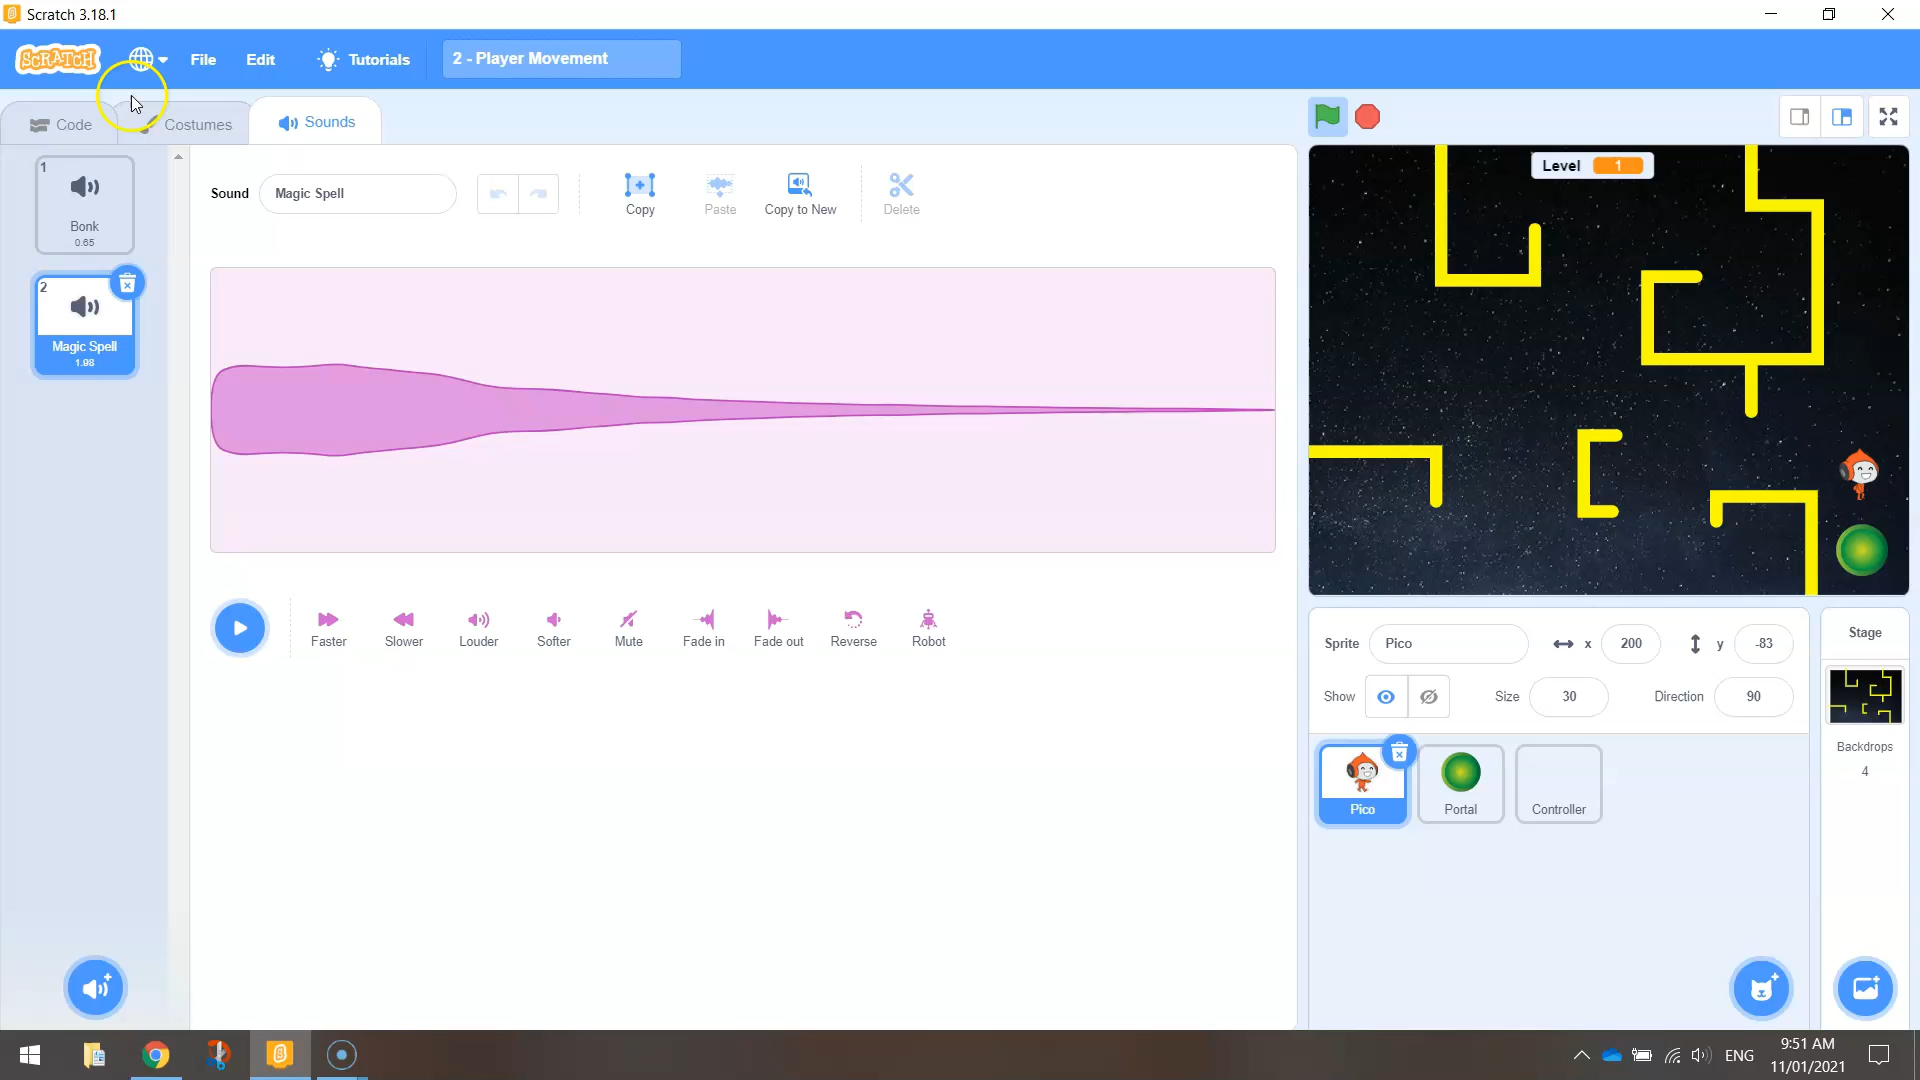 Scratch 3.18.1
SCRATCH
File
Edit
Tutorials
2 - Player Movement
Code
Costumes
Sounds
1
Bonk
0.65
2
Magic Spell
1.98
Sound
Magic Spell
Copy
Paste
Copy to New
Delete
Faster
Slower
Louder
Softer
Mute
Fade in
Fade out
Reverse
Robot
Level 1
Sprite
Pico
x
200
y
-83
Show
Size
30
Direction
90
Pico
Portal
Controller
Stage
Backdrops
4
ENG
9:51 AM
11/01/2021